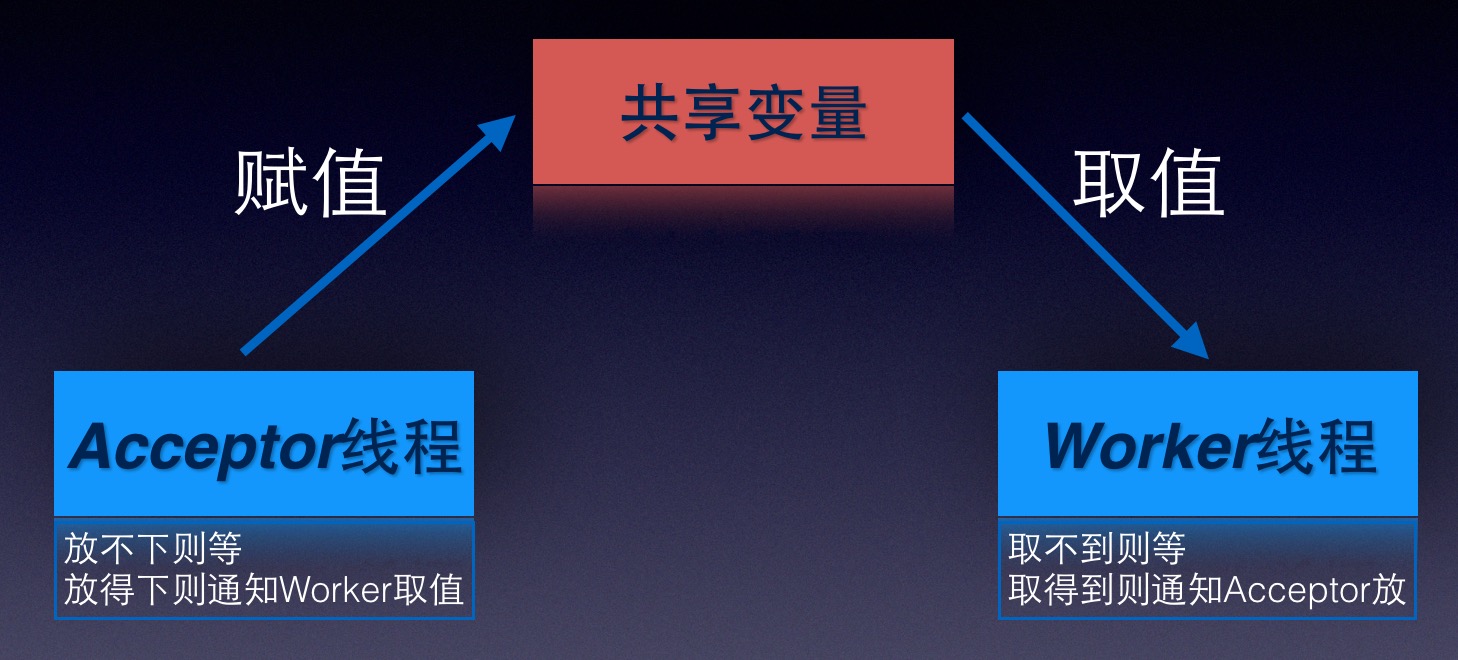 共享变量
赋值
取值
Acceptor线程
放不下则等
放得下则通知Worker取值
Worker线程
取不到则等
取得到则通知Acceptor放